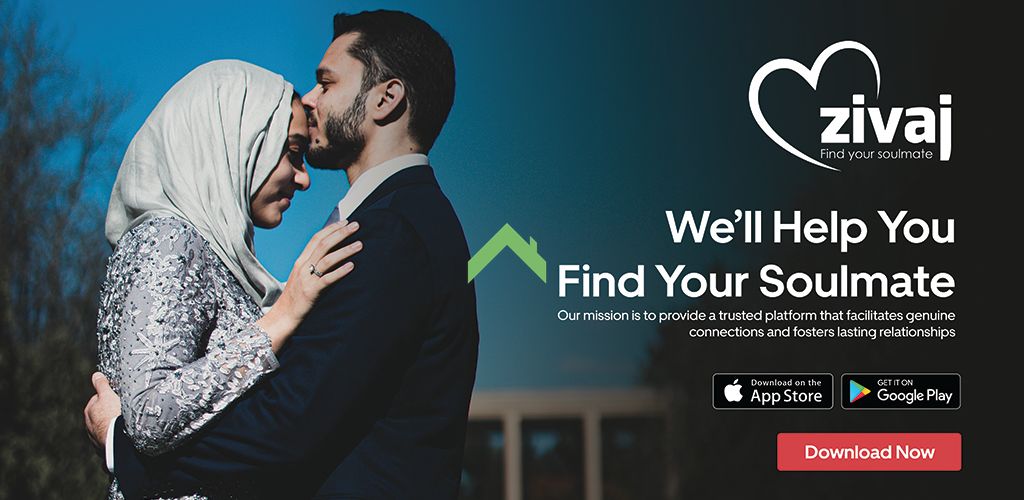 zivaj
Find your soulmate
We'll Help You
Find Your Soulmate
Our mission is to provide a trusted platform that facilitates genuine
connections and fosters lasting relationships
Download on the
App Store
GET IT ON
Google Play
Download Now